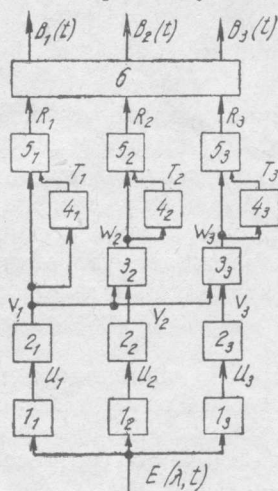 B₁(t) B₂(t) B₃(t)
6
R₁ R₂ R₃
5₁ 5₂ 5₃
T₁ T₂ T₃
4₁ 4₂ 4₃
W₂ W₃
3₂ 3₃
V₁ V₂ V₃
2₁ 2₂ 2₃
U₁ U₂ U₃
1₁ 1₂ 1₃
E(λ,t)